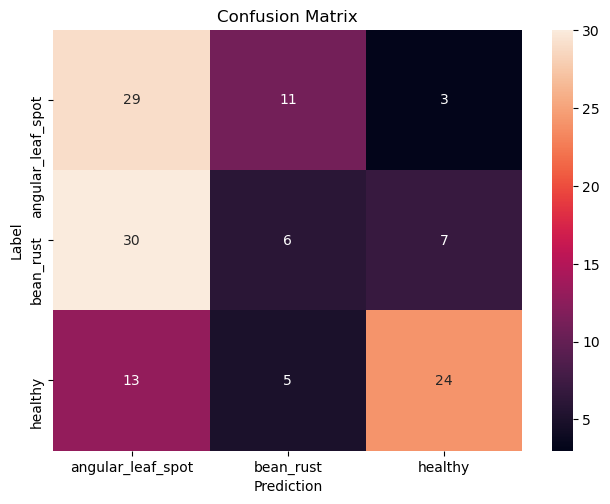 Confusion Matrix
Label
angular_leaf_spot
29 11 3
bean_rust
30 6 7
healthy
13 5 24
angular_leaf_spot bean_rust healthy
Prediction
30
25
20
15
10
5